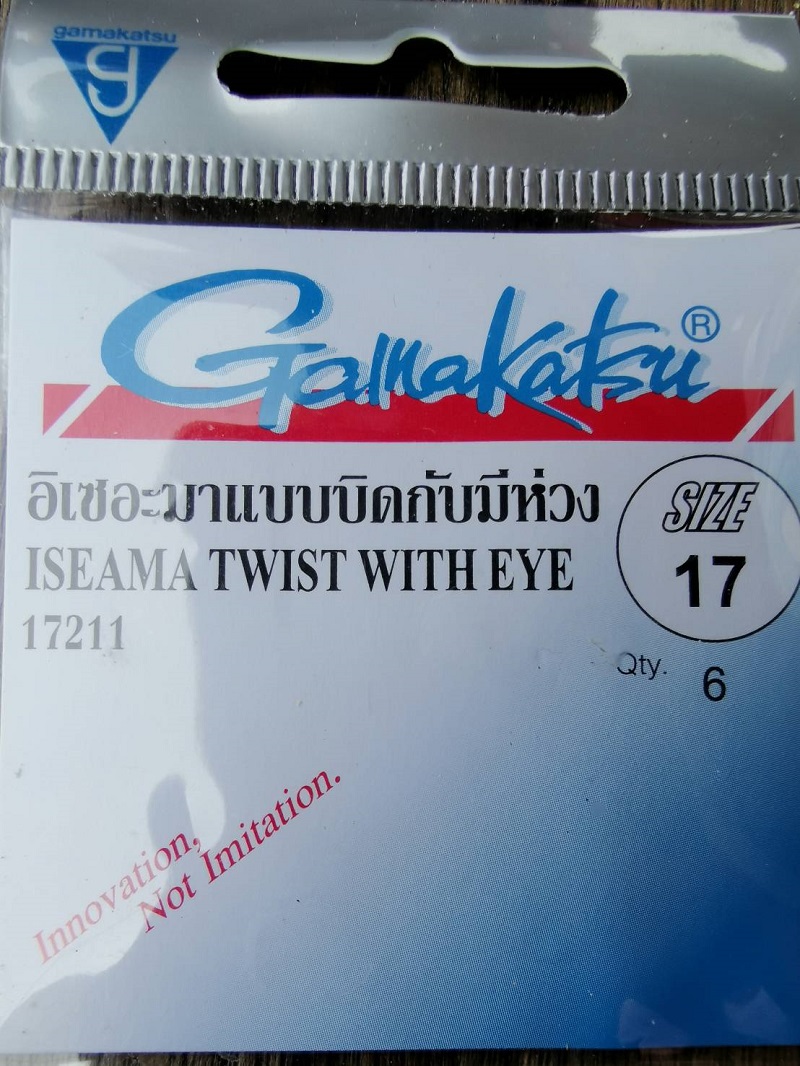 gamakatsu
Gamakatsu®
อิเซอะมาแบบบิดกับมีห่วง
ISEAMA TWIST WITH EYE
17211
SIZE
17
Qty. 6
Innovation,
Not Imitation.